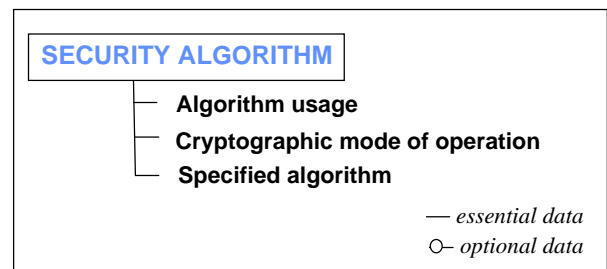 SECURITY ALGORITHM
Algorithm usage
Cryptographic mode of operation
Specified algorithm
— essential data
O– optional data